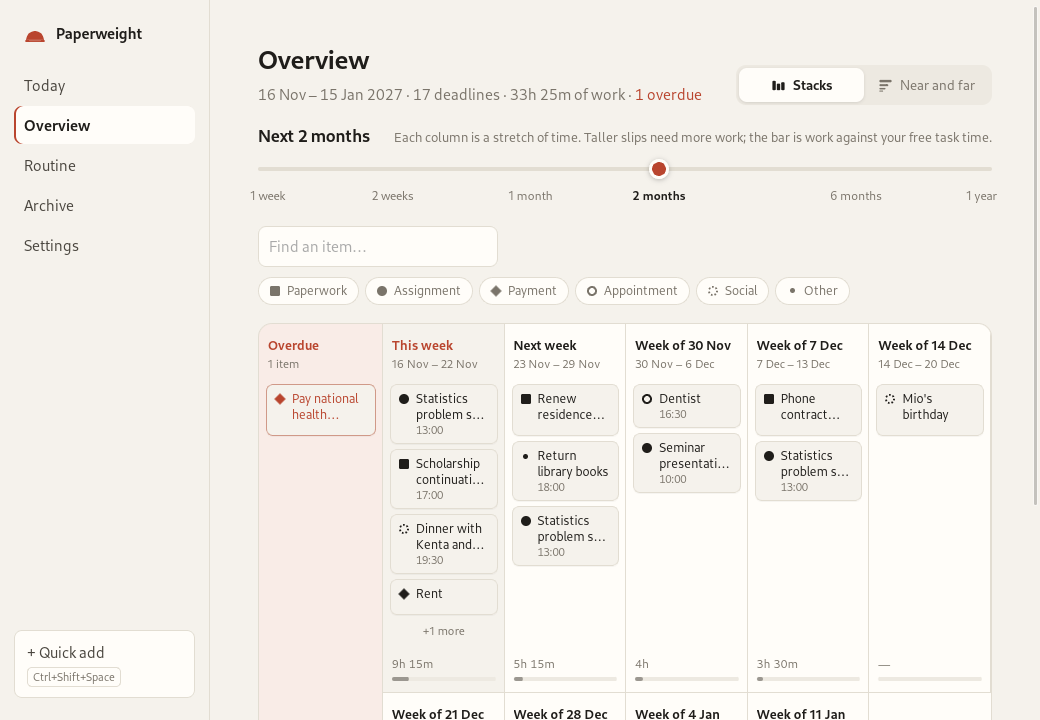 Paperweight
Today
Overview
Routine
Archive
Settings
+ Quick add
Ctrl+Shift+Space
Overview
16 Nov – 15 Jan 2027 · 17 deadlines · 33h 25m of work · 1 overdue
Stacks
Near and far
Next 2 months
Each column is a stretch of time. Taller slips need more work; the bar is work against your free task time.
1 week
2 weeks
1 month
2 months
6 months
1 year
Find an item…
Paperwork
Assignment
Payment
Appointment
Social
Other
Overdue
1 item
Pay national
health…
This week
16 Nov – 22 Nov
Statistics
problem s…
13:00
Scholarship
continuati…
17:00
Dinner with
Kenta and…
19:30
Rent
+1 more
9h 15m
Next week
23 Nov – 29 Nov
Renew
residence…
Return
library books
18:00
Statistics
problem s…
13:00
5h 15m
Week of 30 Nov
30 Nov – 6 Dec
Dentist
16:30
Seminar
presentati…
10:00
4h
Week of 7 Dec
7 Dec – 13 Dec
Phone
contract…
Statistics
problem s…
13:00
3h 30m
Week of 14 Dec
14 Dec – 20 Dec
Mio's
birthday
—
Week of 21 Dec
Week of 28 Dec
Week of 4 Jan
Week of 11 Jan